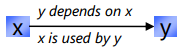 y depends on x
x y
x is used by y